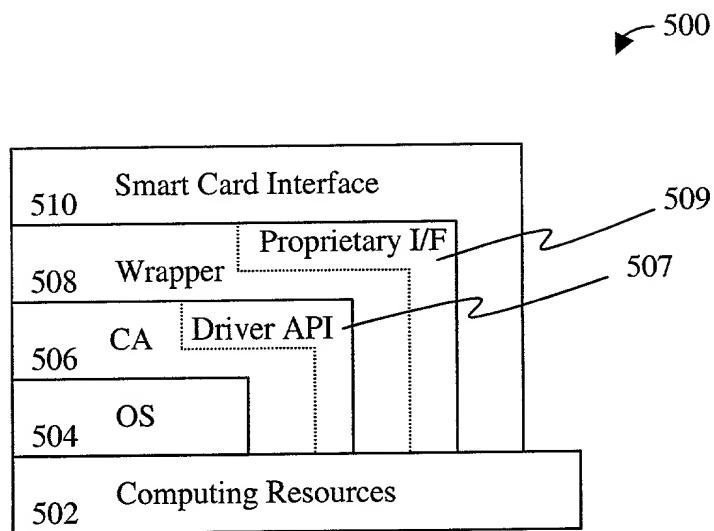 500
Smart Card Interface
510
509
Proprietary I/F
508
Wrapper
507
Driver API
506
CA
504
OS
502
Computing Resources